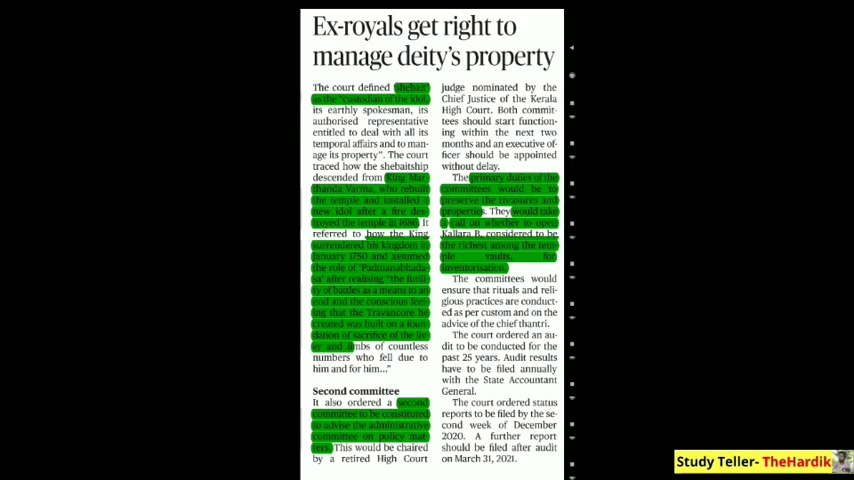 Ex-royals get right to
manage deity's property
The court defined 'shebait'
as the "custodian of the idol,
its earthly spokesman, its
authorised representative
entitled to deal with all its
temporal affairs and to man-
age its property". The court
traced how the shebaitship
descended from King Mar-
thanda Varma, who rebuilt
the temple and installed a
new idol after a fire des-
troyed the temple in 1686. It
referred to how the King
surrendered his kingdom in
January 1750 and assumed
the role of 'Padmanabhada-
sa' after realising "the futili-
ty of battles as a means to an
end and the conscious feel-
ing that the Travancore he
created was built on a foun-
dation of sacrifice of the liv-
er and limbs of countless
numbers who fell due to
him and for him..."
Second committee
It also ordered a second
committee to be constituted
to advise the administrative
committee on policy mat-
ters. This would be chaired
by a retired High Court
judge nominated by the
Chief Justice of the Kerala
High Court. Both commit-
tees should start function-
ing within the next two
months and an executive of-
ficer should be appointed
without delay.
The primary duties of the
committees would be to
preserve the treasures and
properties. They would take
a call on whether to open
Kallara B, considered to be
the richest among the tem-
ple vaults, for
inventorisation.
The committees would
ensure that rituals and reli-
gious practices are conduct-
ed as per custom and on the
advice of the chief thantri.
The court ordered an au-
dit to be conducted for the
past 25 years. Audit results
have to be filed annually
with the State Accountant
General.
The court ordered status
reports to be filed by the se-
cond week of December
2020. A further report
should be filed after audit
on March 31, 2021.
Study Teller- TheHardik